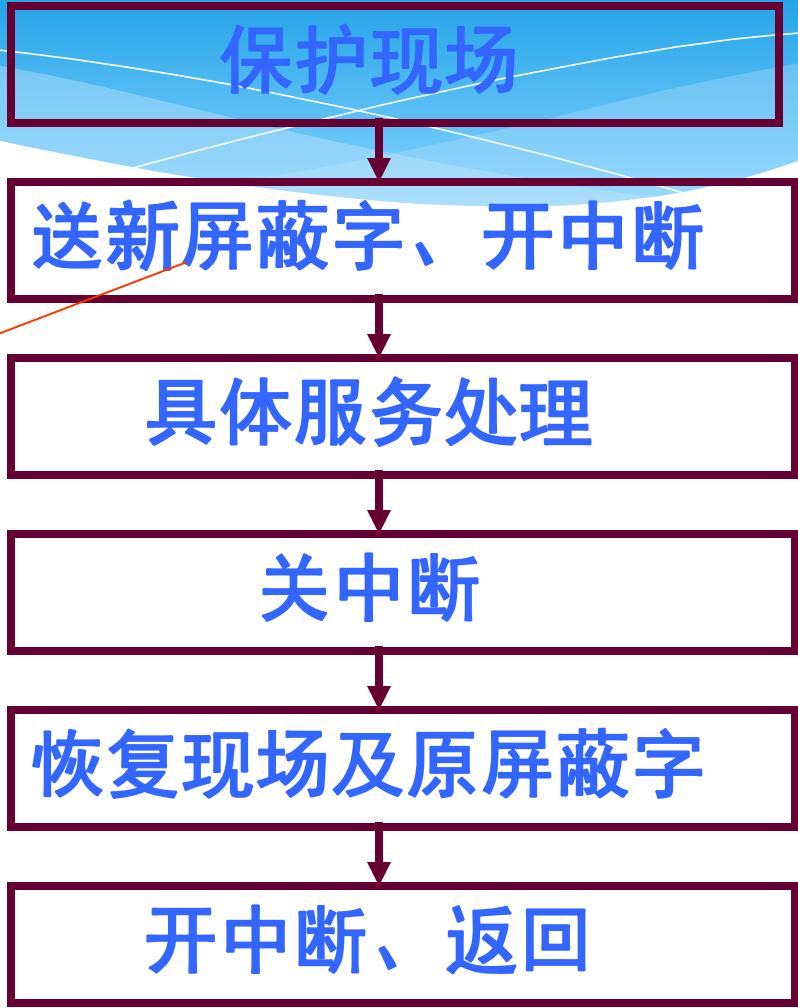 保护现场
送新屏蔽字、开中断
具体服务处理
关中断
恢复现场及原屏蔽字
开中断、返回